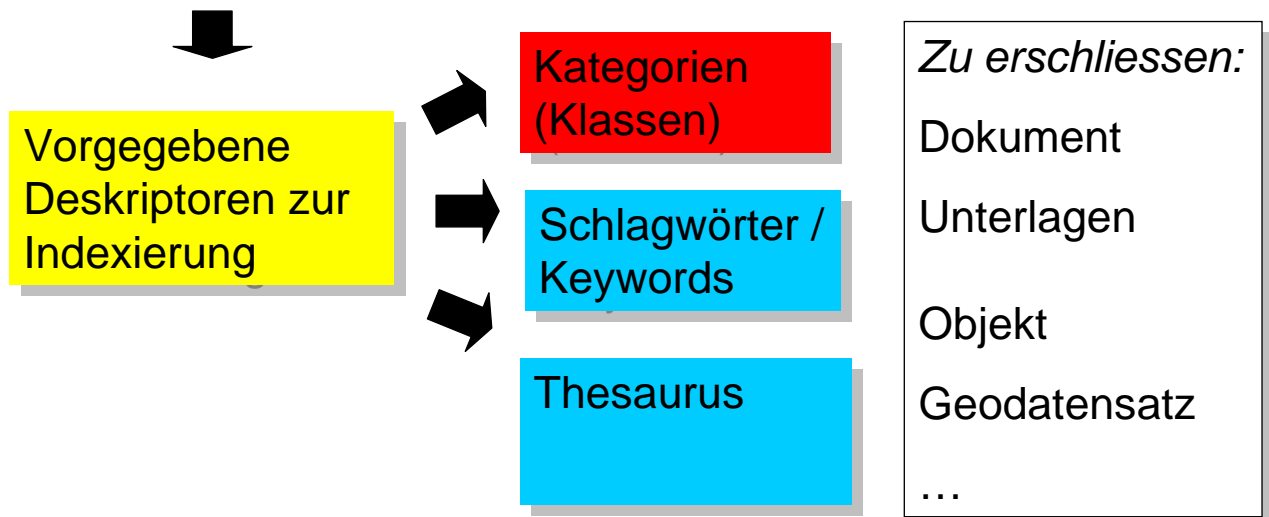 Vorgegebene
Deskriptoren zur
Indexierung
Kategorien
(Klassen)
Schlagwörter /
Keywords
Thesaurus
Zu erschliessen:
Dokument
Unterlagen
Objekt
Geodatensatz
…